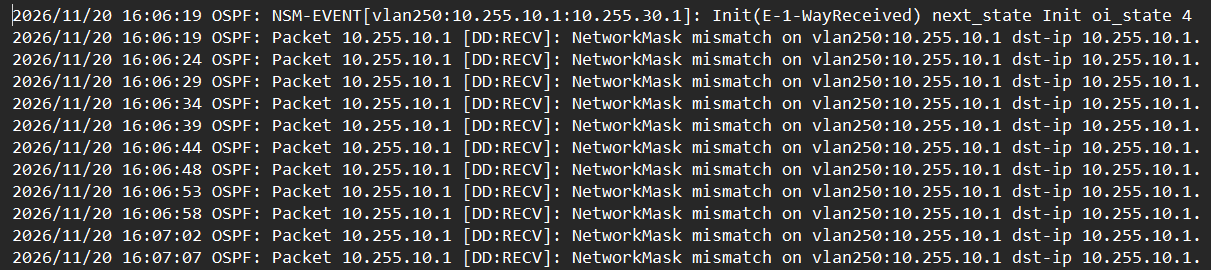 2026/11/20 16:06:19 OSPF: NSM-EVENT[vlan250:10.255.10.1:10.255.30.1]: Init(E-1-WayReceived) next_state Init oi_state 4
2026/11/20 16:06:19 OSPF: Packet 10.255.10.1 [DD:RECV]: NetworkMask mismatch on vlan250:10.255.10.1 dst-ip 10.255.10.1.
2026/11/20 16:06:24 OSPF: Packet 10.255.10.1 [DD:RECV]: NetworkMask mismatch on vlan250:10.255.10.1 dst-ip 10.255.10.1.
2026/11/20 16:06:29 OSPF: Packet 10.255.10.1 [DD:RECV]: NetworkMask mismatch on vlan250:10.255.10.1 dst-ip 10.255.10.1.
2026/11/20 16:06:34 OSPF: Packet 10.255.10.1 [DD:RECV]: NetworkMask mismatch on vlan250:10.255.10.1 dst-ip 10.255.10.1.
2026/11/20 16:06:39 OSPF: Packet 10.255.10.1 [DD:RECV]: NetworkMask mismatch on vlan250:10.255.10.1 dst-ip 10.255.10.1.
2026/11/20 16:06:44 OSPF: Packet 10.255.10.1 [DD:RECV]: NetworkMask mismatch on vlan250:10.255.10.1 dst-ip 10.255.10.1.
2026/11/20 16:06:48 OSPF: Packet 10.255.10.1 [DD:RECV]: NetworkMask mismatch on vlan250:10.255.10.1 dst-ip 10.255.10.1.
2026/11/20 16:06:53 OSPF: Packet 10.255.10.1 [DD:RECV]: NetworkMask mismatch on vlan250:10.255.10.1 dst-ip 10.255.10.1.
2026/11/20 16:06:58 OSPF: Packet 10.255.10.1 [DD:RECV]: NetworkMask mismatch on vlan250:10.255.10.1 dst-ip 10.255.10.1.
2026/11/20 16:07:02 OSPF: Packet 10.255.10.1 [DD:RECV]: NetworkMask mismatch on vlan250:10.255.10.1 dst-ip 10.255.10.1.
2026/11/20 16:07:07 OSPF: Packet 10.255.10.1 [DD:RECV]: NetworkMask mismatch on vlan250:10.255.10.1 dst-ip 10.255.10.1.